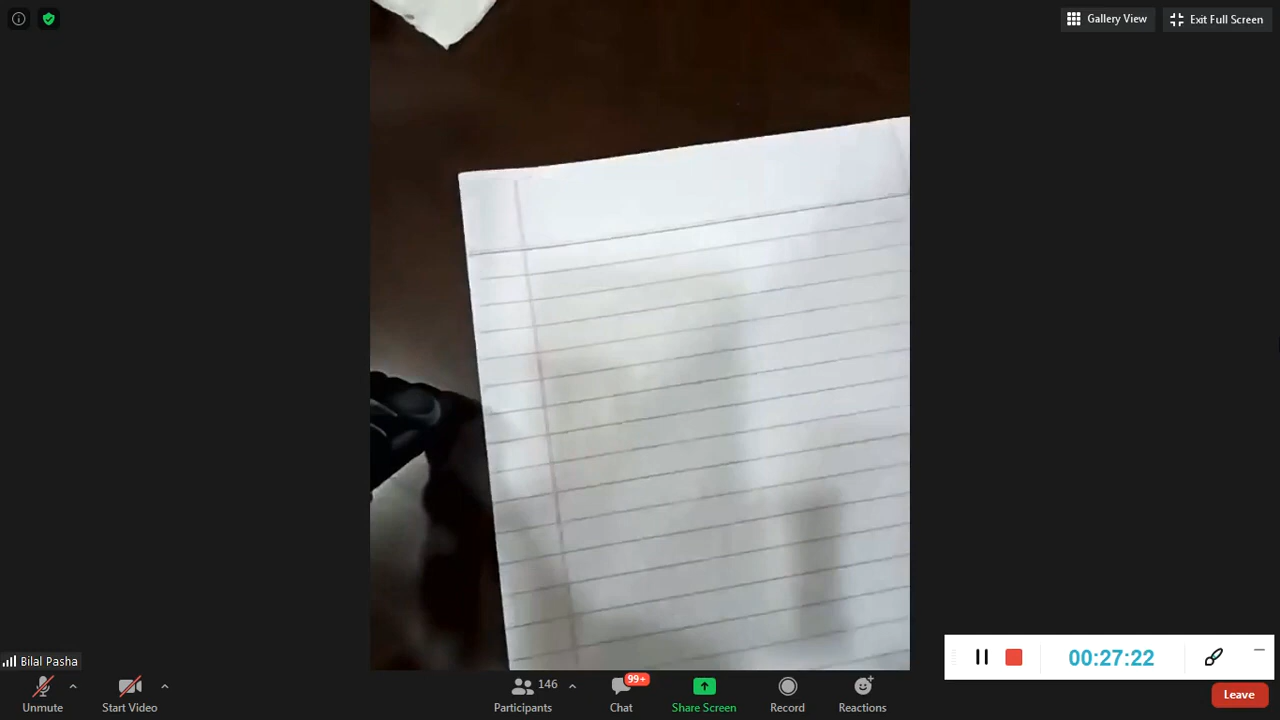 Gallery View
Exit Full Screen
Bilal Pasha
00:27:22
Unmute
Start Video
146
Participants
99+
Chat
Share Screen
Record
Reactions
Leave